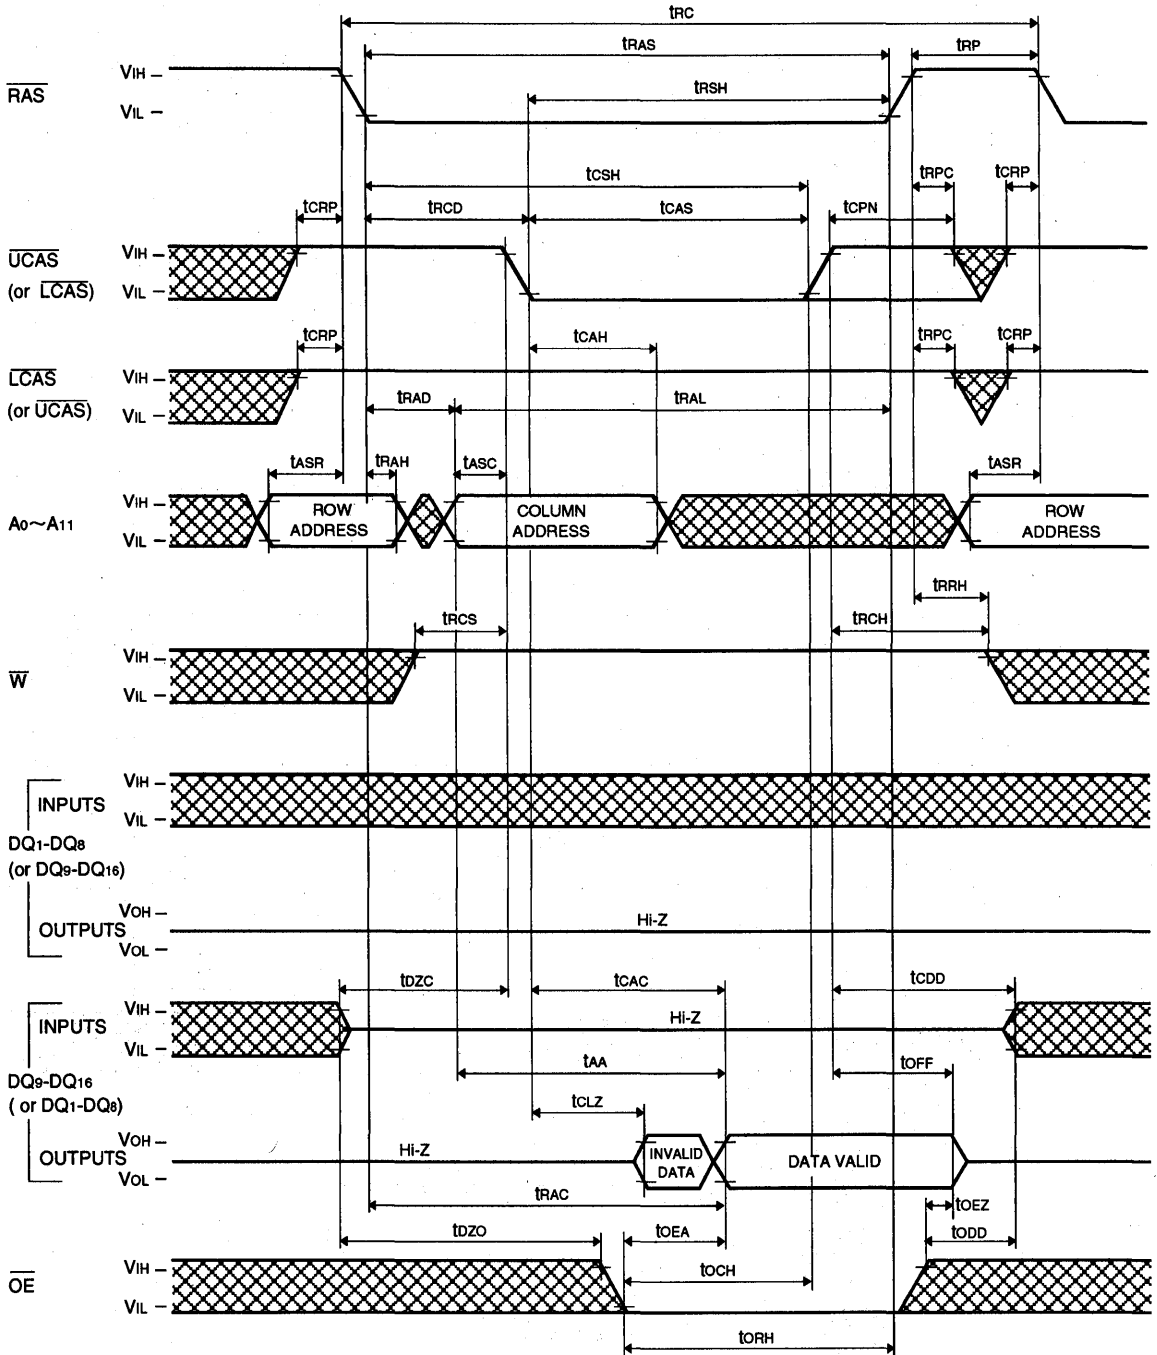 tRC
tRAS tRP
RAS VIH
VIL
tRSH
tCSH tRPC tCRP
tCRP tRCD tCAS tCPN
UCAS VIH
(or LCAS) VIL
tCRP tCAH tRPC tCRP
LCAS VIH
(or UCAS) VIL
tRAD tRAL
tASR tRAH tASC tASR
A0~A11 VIH
VIL
ROW ADDRESS
COLUMN ADDRESS
ROW ADDRESS
tRRH
tRCS tRCH
W VIH
VIL
INPUTS VIH
VIL
DQ1-DQ8
(or DQ9-DQ16)
OUTPUTS VOH
VOL
Hi-Z
tDZC tCAC tCDD
INPUTS VIH
VIL
Hi-Z
tAA tOFF
DQ9-DQ16
( or DQ1-DQ8)
tCLZ
OUTPUTS VOH
VOL
Hi-Z
INVALID DATA
DATA VALID
tRAC tOEZ
tDZO tOEA tODD
OE VIH
VIL
tOCH
tORH